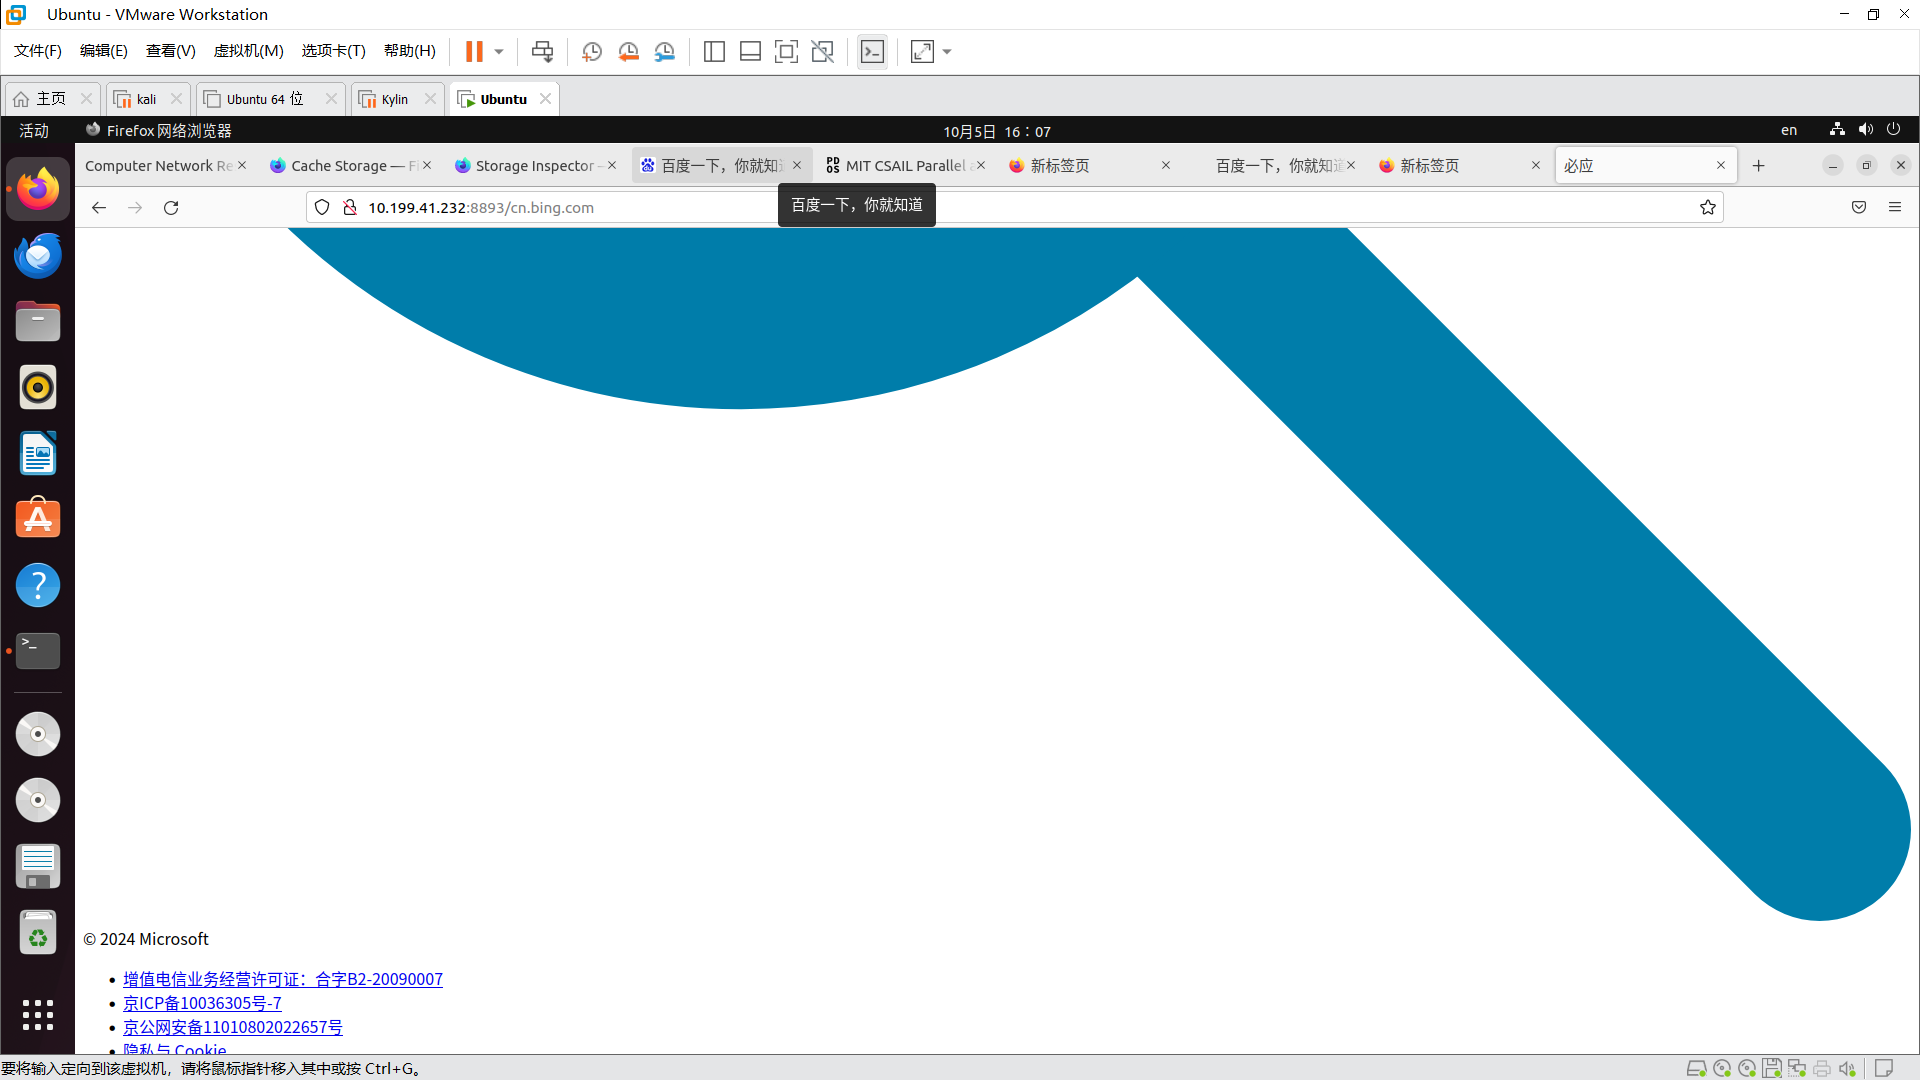 Ubuntu - VMware Workstation
文件(F) 编辑(E) 查看(V) 虚拟机(M) 选项卡(T) 帮助(H)
主页 kali Ubuntu 64 位 Kylin Ubuntu
活动 Firefox 网络浏览器 10月5日 16：07 en
Computer Network Re Cache Storage — Fi Storage Inspector — 百度一下，你就知道 PDOS MIT CSAIL Parallel a 新标签页 百度一下，你就知道 新标签页 必应
10.199.41.232:8893/cn.bing.com
百度一下，你就知道
© 2024 Microsoft
增值电信业务经营许可证：合字B2-20090007
京ICP备10036305号-7
京公网安备11010802022657号
隐私与 Cookie
要将输入定向到该虚拟机，请将鼠标指针移入其中或按 Ctrl+G。